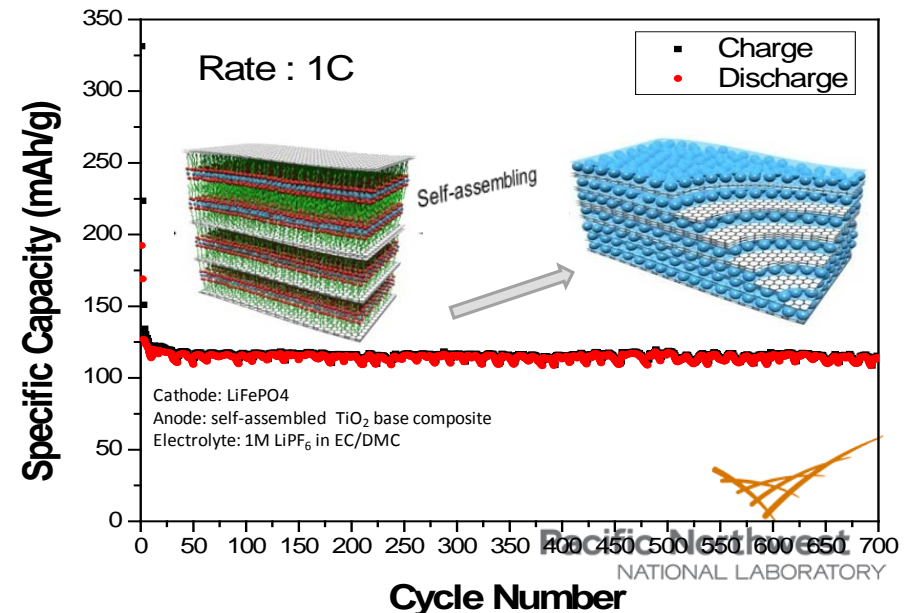 350
300
250
200
150
100
50
0
Specific Capacity (mAh/g)
Rate : 1C
Charge
Discharge
Self-assembling
Cathode: LiFePO4
Anode: self-assembled TiO₂ base composite
Electrolyte: 1M LiPF₆ in EC/DMC
Pacific Northwest
NATIONAL LABORATORY
0 50 100 150 200 250 300 350 400 450 500 550 600 650 700
Cycle Number